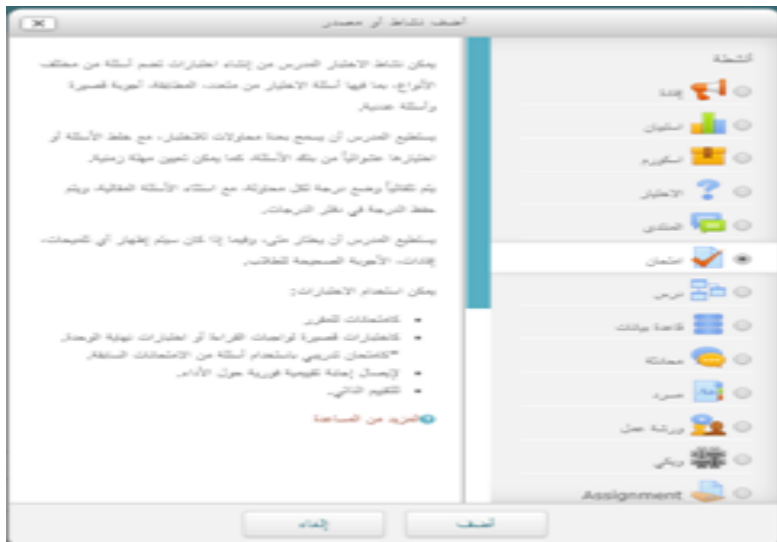 أضف نشاط أو مصدر
أنشطة
إفادة
استبيان
اسكورم
الاختيار
المنتدى
امتحان
درس
قاعدة بيانات
محادثة
مسرد
ورشة عمل
ويكي
Assignment
يمكن نشاط الاختبار المدرس من إنشاء اختبارات تضم أسئلة من مختلف
الأنواع، بما فيها أسئلة الاختيار من متعدد، المطابقة، أجوبة قصيرة
وأسئلة عددية.
يستطيع المدرس أن يسمح بعدة محاولات للاختبار، مع خلط الأسئلة أو
اختيارها عشوائياً من بنك الأسئلة، كما يمكن تعيين مهلة زمنية.
يتم تلقائياً وضع درجة لكل محاولة، مع استثناء الأسئلة المقالية، ويتم
حفظ الدرجة في دفتر الدرجات.
يستطيع المدرس أن يختار متى، وفيما إذا كان سيتم إظهار أي تلميحات،
إفادات، الأجوبة الصحيحة للطالب.
يمكن استخدام الاختبارات:
كامتحانات للمقرر
كاختبارات قصيرة لواجبات القراءة أو اختبارات نهاية الوحدة.
*كامتحان تدريبي باستخدام أسئلة من الامتحانات السابقة.
لإيصال إجابة تقييمية فورية حول الأداء.
للتقييم الذاتي.
المزيد من المساعدة
أضف
إلغاء